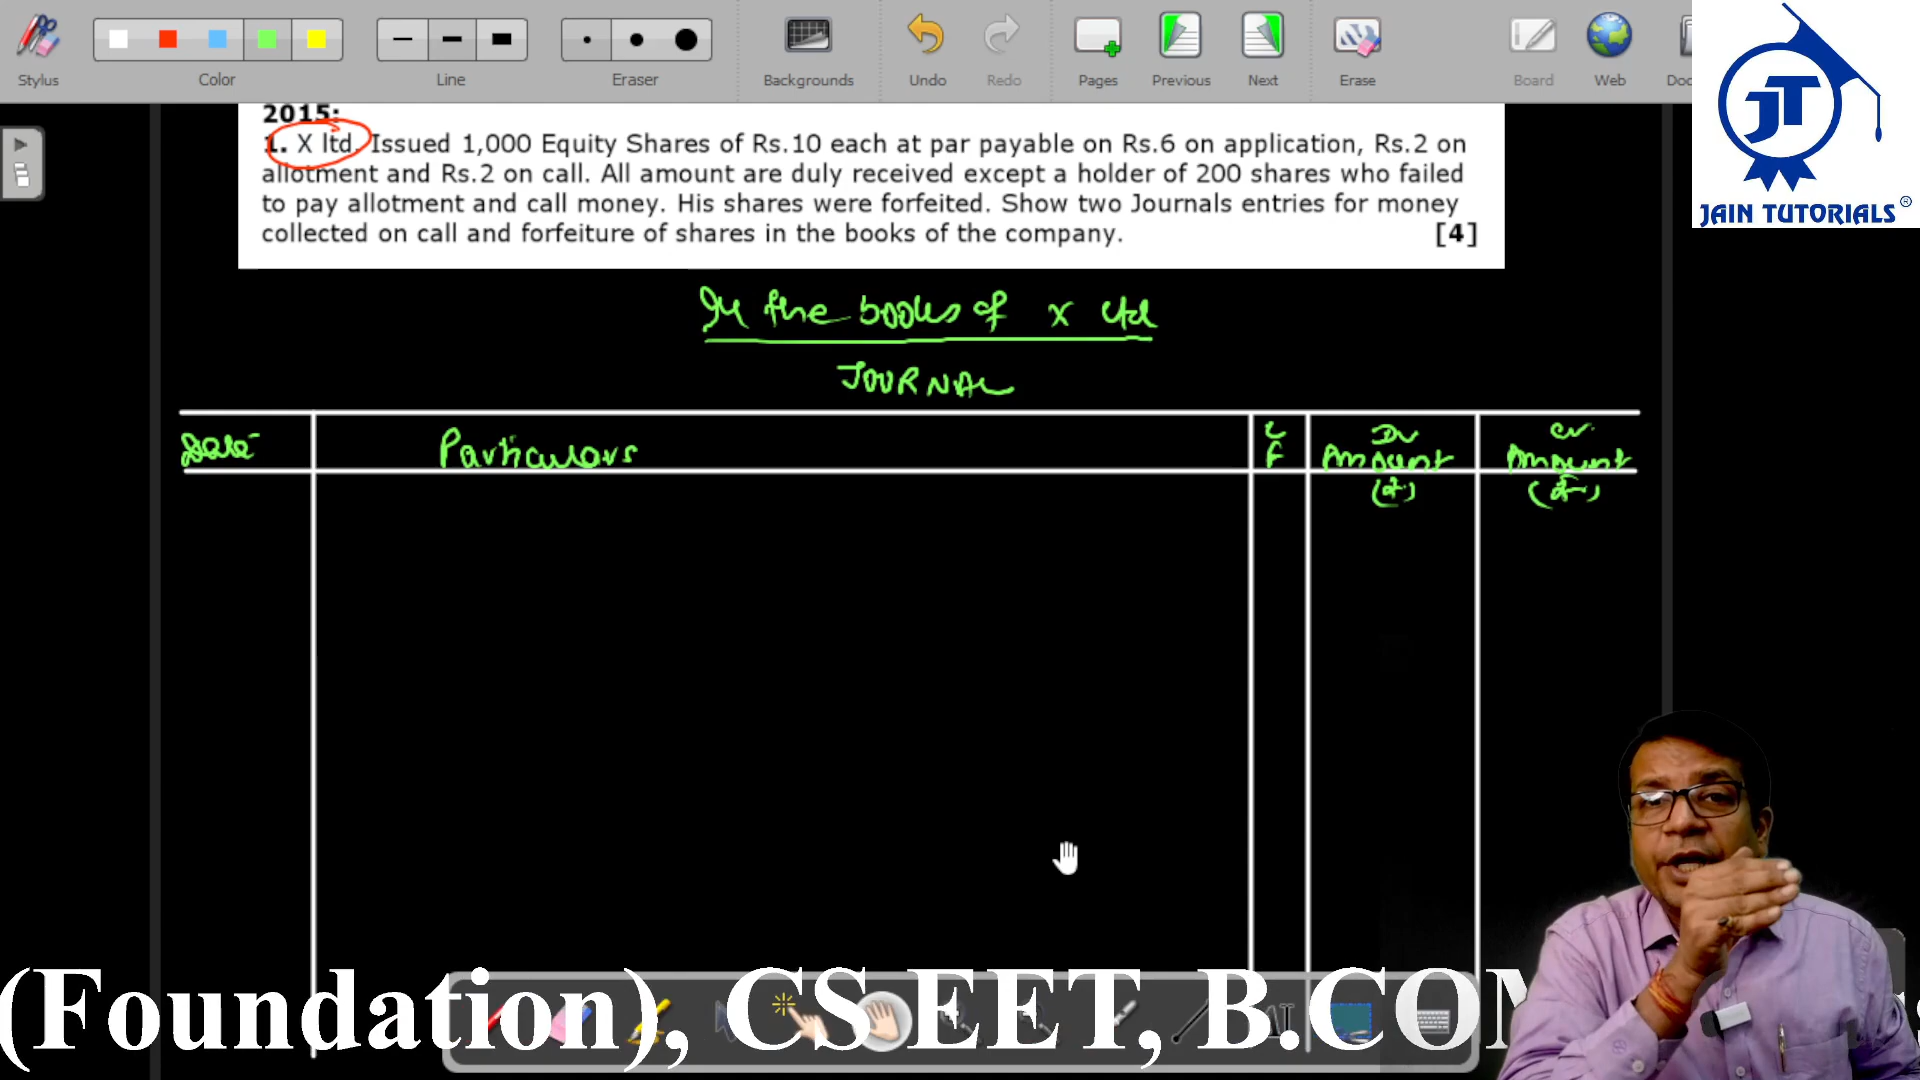 Stylus
Color
Line
Eraser
Backgrounds
Undo
Redo
Pages
Previous
Next
Erase
Board
Web
JT
JAIN TUTORIALS®
2015:
1. X ltd. Issued 1,000 Equity Shares of Rs.10 each at par payable on Rs.6 on application, Rs.2 on
allotment and Rs.2 on call. All amount are duly received except a holder of 200 shares who failed
to pay allotment and call money. His shares were forfeited. Show two Journals entries for money
collected on call and forfeiture of shares in the books of the company. [4]
In the books of X Ltd
JOURNAL
Date Particulars L F Dr Amount (₹) Cr Amount (₹)
(Foundation), CS EET, B.COM